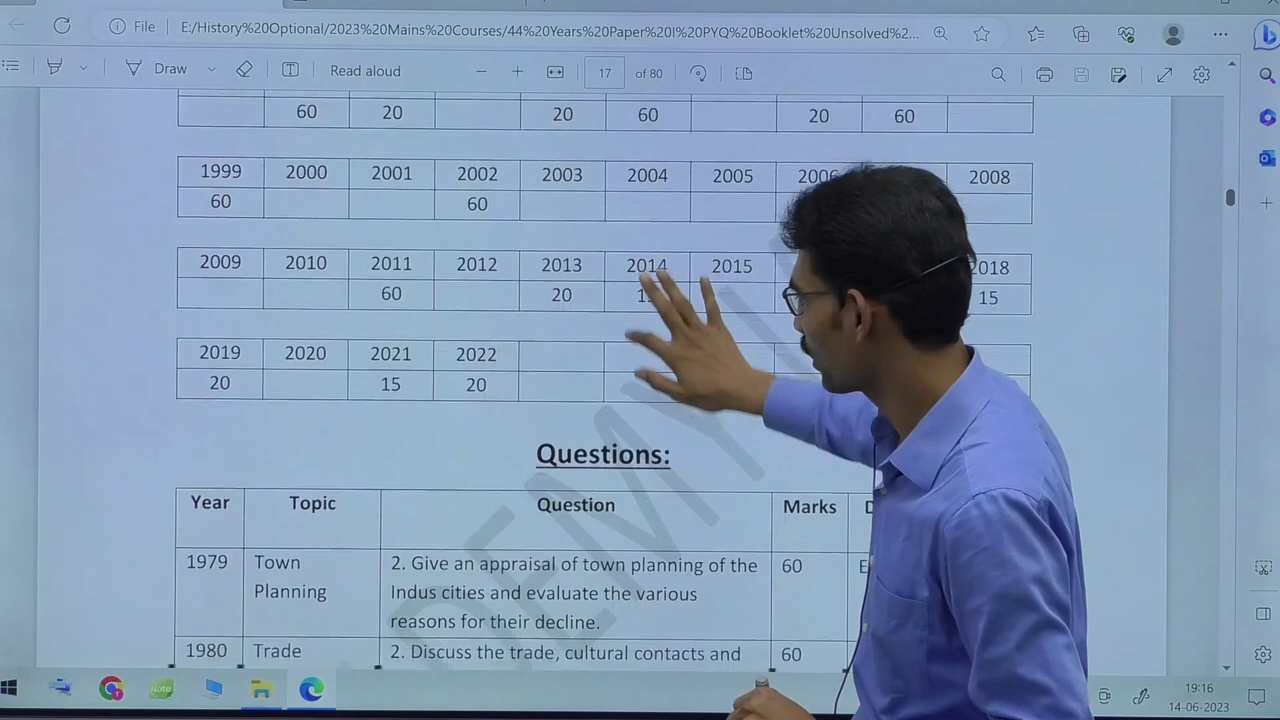 File E:/History%20Optional/2023%20Mains%20Courses/44%20Years%20Paper%20I%20PYQ%20Booklet%20Unsolved%2...
Draw Read aloud 17 of 80
60 20 20 60 20 60
1999 2000 2001 2002 2003 2004 2005 2006 2008
60 60
2009 2010 2011 2012 2013 2014 2015 2018
60 20 15
2019 2020 2021 2022
20 15 20
Questions:
Year Topic Question Marks
1979 Town Planning 2. Give an appraisal of town planning of the 60
Indus cities and evaluate the various
reasons for their decline.
1980 Trade 2. Discuss the trade, cultural contacts and 60
Note
19:16
14-06-2023